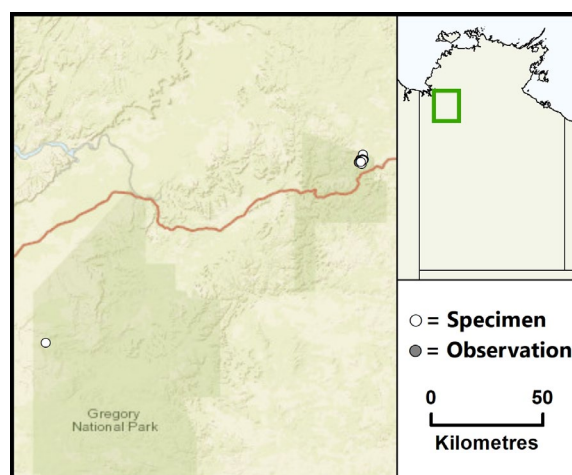 Gregory
National Park
= Specimen
= Observation
0 50
Kilometres